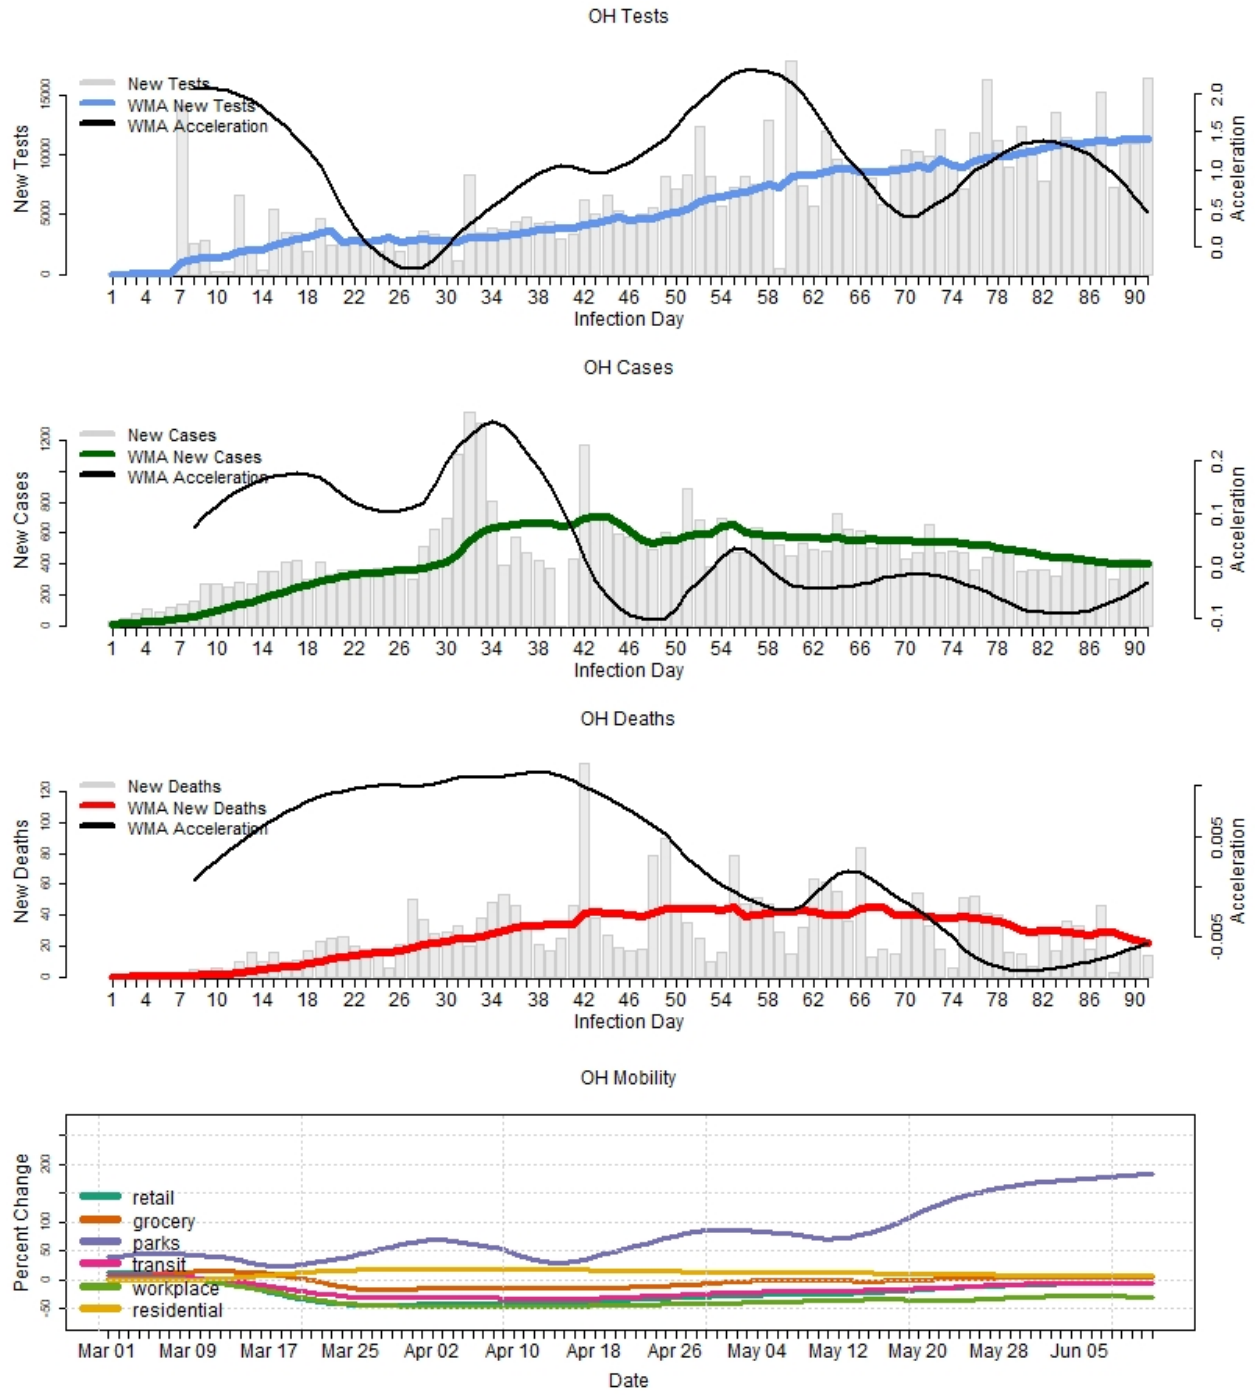 OH Tests
New Tests
WMA New Tests
WMA Acceleration
New Tests
0 5000 10000 15000
0.0 0.5 1.0 1.5 2.0
Acceleration
1 4 7 10 14 18 22 26 30 34 38 42 46 50 54 58 62 66 70 74 78 82 86 90
Infection Day
OH Cases
New Cases
WMA New Cases
WMA Acceleration
New Cases
0 200 400 600 800 1200
-0.1 0.0 0.1 0.2
Acceleration
1 4 7 10 14 18 22 26 30 34 38 42 46 50 54 58 62 66 70 74 78 82 86 90
Infection Day
OH Deaths
New Deaths
WMA New Deaths
WMA Acceleration
New Deaths
0 20 40 60 80 100 120
-0.005 0.005
Acceleration
1 4 7 10 14 18 22 26 30 34 38 42 46 50 54 58 62 66 70 74 78 82 86 90
Infection Day
OH Mobility
retail
grocery
parks
transit
workplace
residential
Percent Change
-50 0 50 100 200
Mar 01 Mar 09 Mar 17 Mar 25 Apr 02 Apr 10 Apr 18 Apr 26 May 04 May 12 May 20 May 28 Jun 05
Date